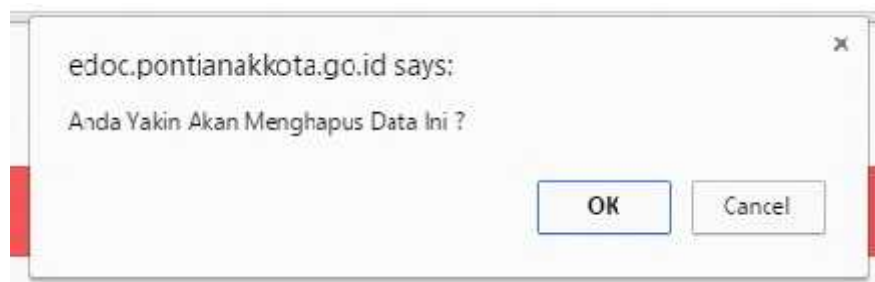 edoc.pontianakkota.go.id says:
Anda Yakin Akan Menghapus Data Ini ?
OK
Cancel